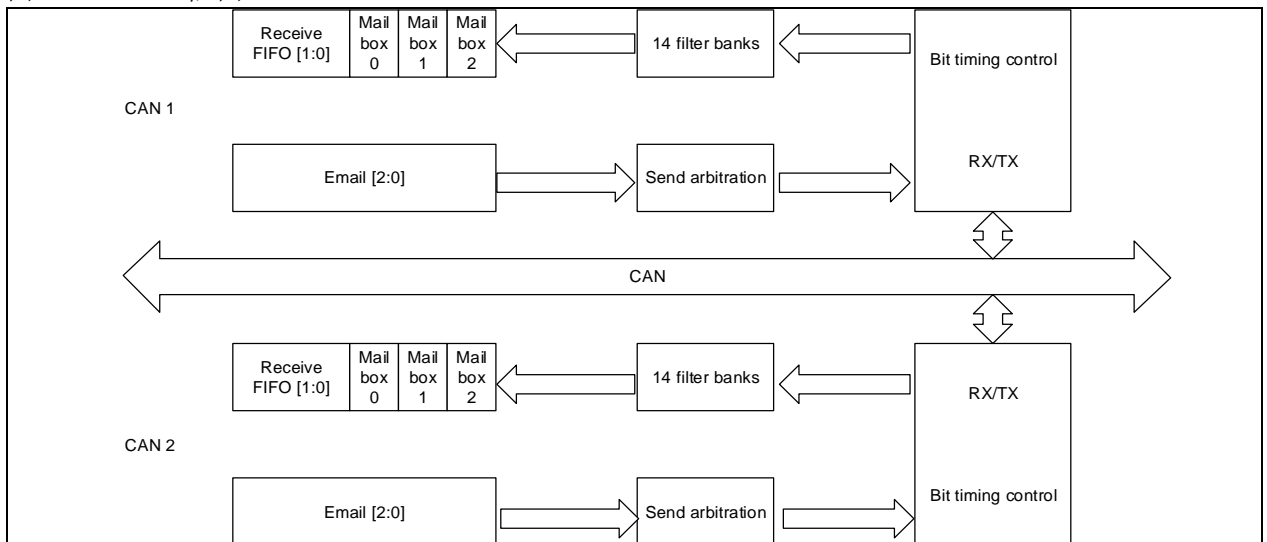 Receive
FIFO [1:0]
Mail
box
0
Mail
box
1
Mail
box
2
14 filter banks
Bit timing control
CAN 1
Email [2:0]
Send arbitration
RX/TX
CAN
Receive
FIFO [1:0]
Mail
box
0
Mail
box
1
Mail
box
2
14 filter banks
RX/TX
CAN 2
Email [2:0]
Send arbitration
Bit timing control